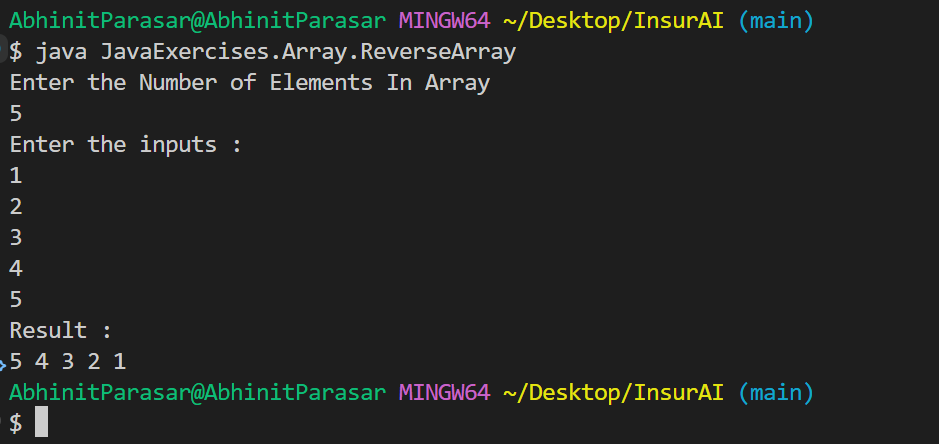 AbhinitParasar@AbhinitParasar MINGW64 ~/Desktop/InsurAI (main)
$ java JavaExercises.Array.ReverseArray
Enter the Number of Elements In Array
5
Enter the inputs :
1
2
3
4
5
Result :
5 4 3 2 1
AbhinitParasar@AbhinitParasar MINGW64 ~/Desktop/InsurAI (main)
$